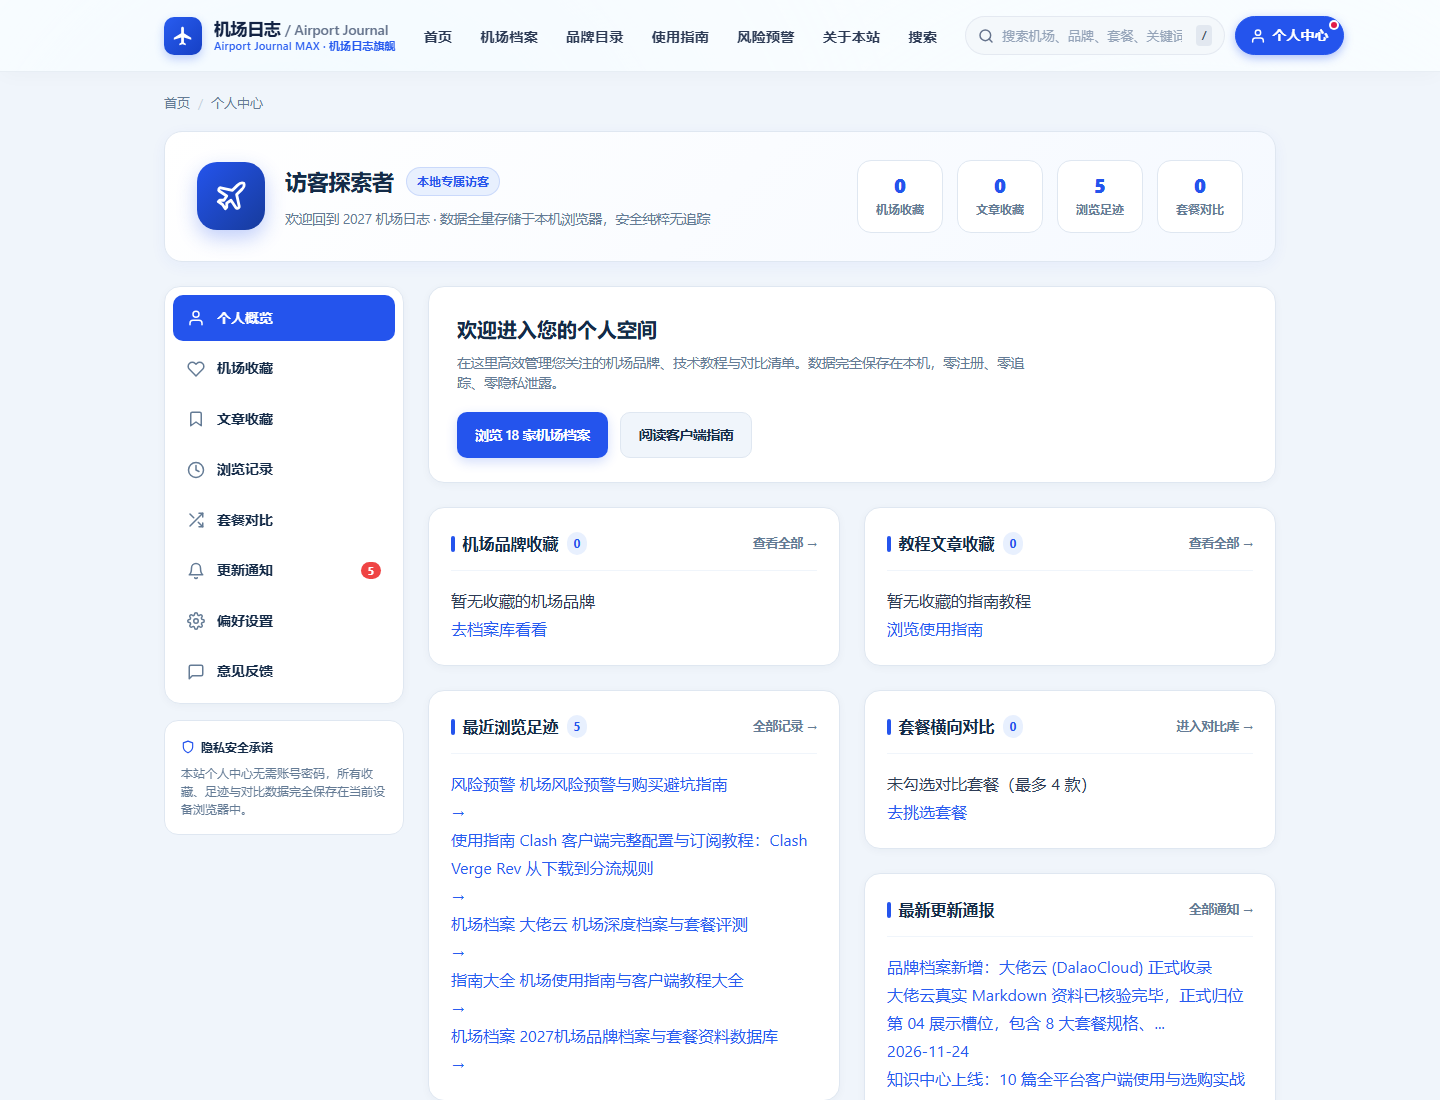 机场日志 / Airport Journal
Airport Journal MAX · 机场日志旗舰
首页
机场档案
品牌目录
使用指南
风险预警
关于本站
搜索
搜索机场、品牌、套餐、关键词
/
个人中心
首页 / 个人中心
访客探索者
本地专属访客
欢迎回到 2027 机场日志 · 数据全量存储于本机浏览器，安全纯粹无追踪
0
机场收藏
0
文章收藏
5
浏览足迹
0
套餐对比
个人概览
机场收藏
文章收藏
浏览记录
套餐对比
更新通知
5
偏好设置
意见反馈
隐私安全承诺
本站个人中心无需账号密码，所有收
藏、足迹与对比数据完全保存在当前设
备浏览器中。
欢迎进入您的个人空间
在这里高效管理您关注的机场品牌、技术教程与对比清单。数据完全保存在本机，零注册、零追
踪、零隐私泄露。
浏览 18 家机场档案
阅读客户端指南
机场品牌收藏 0
查看全部 →
暂无收藏的机场品牌
去档案库看看
教程文章收藏 0
查看全部 →
暂无收藏的指南教程
浏览使用指南
最近浏览足迹 5
全部记录 →
风险预警 机场风险预警与购买避坑指南
→
使用指南 Clash 客户端完整配置与订阅教程：Clash
Verge Rev 从下载到分流规则
→
机场档案 大佬云 机场深度档案与套餐评测
→
指南大全 机场使用指南与客户端教程大全
→
机场档案 2027机场品牌档案与套餐资料数据库
→
套餐横向对比 0
进入对比库 →
未勾选对比套餐（最多 4 款）
去挑选套餐
最新更新通报
全部通知 →
品牌档案新增：大佬云 (DalaoCloud) 正式收录
大佬云真实 Markdown 资料已核验完毕，正式归位
第 04 展示槽位，包含 8 大套餐规格、...
2026-11-24
知识中心上线：10 篇全平台客户端使用与选购实战